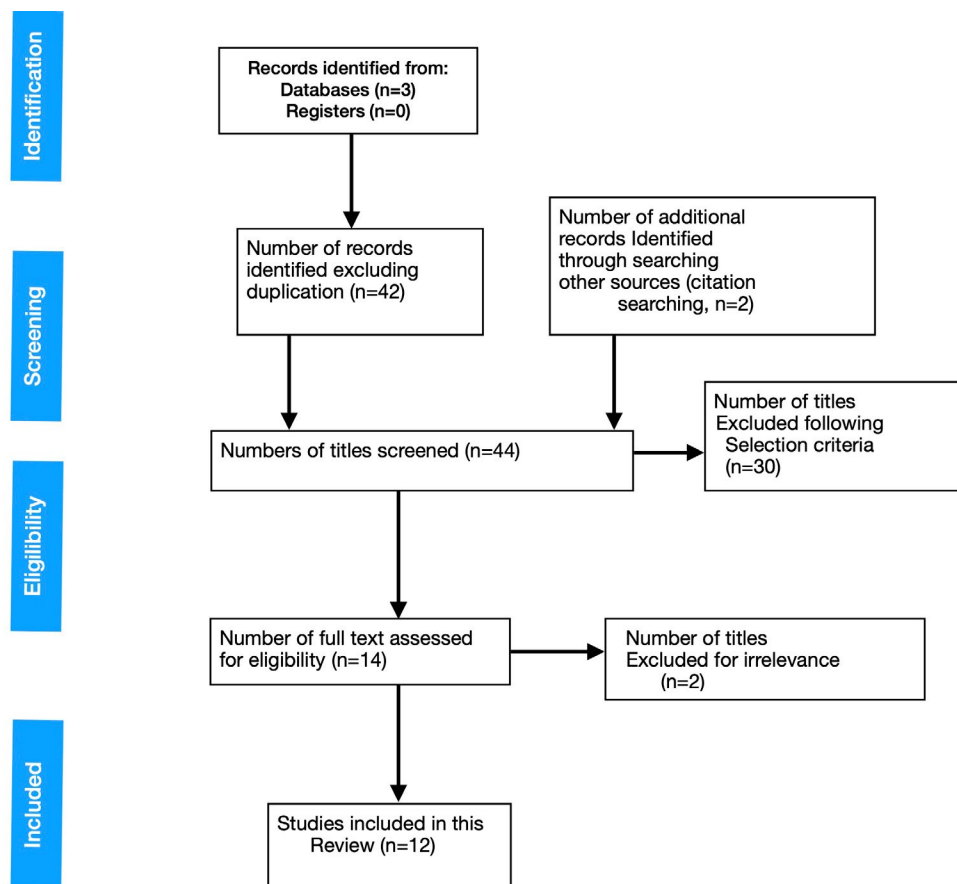 Identification
Records identified from:
Databases (n=3)
Registers (n=0)
Number of records
identified excluding
duplication (n=42)
Number of additional
records Identified
through searching
other sources (citation
searching, n=2)
Screening
Numbers of titles screened (n=44)
Number of titles
Excluded following
Selection criteria
(n=30)
Eligilibility
Number of full text assessed
for eligibility (n=14)
Number of titles
Excluded for irrelevance
(n=2)
Included
Studies included in this
Review (n=12)